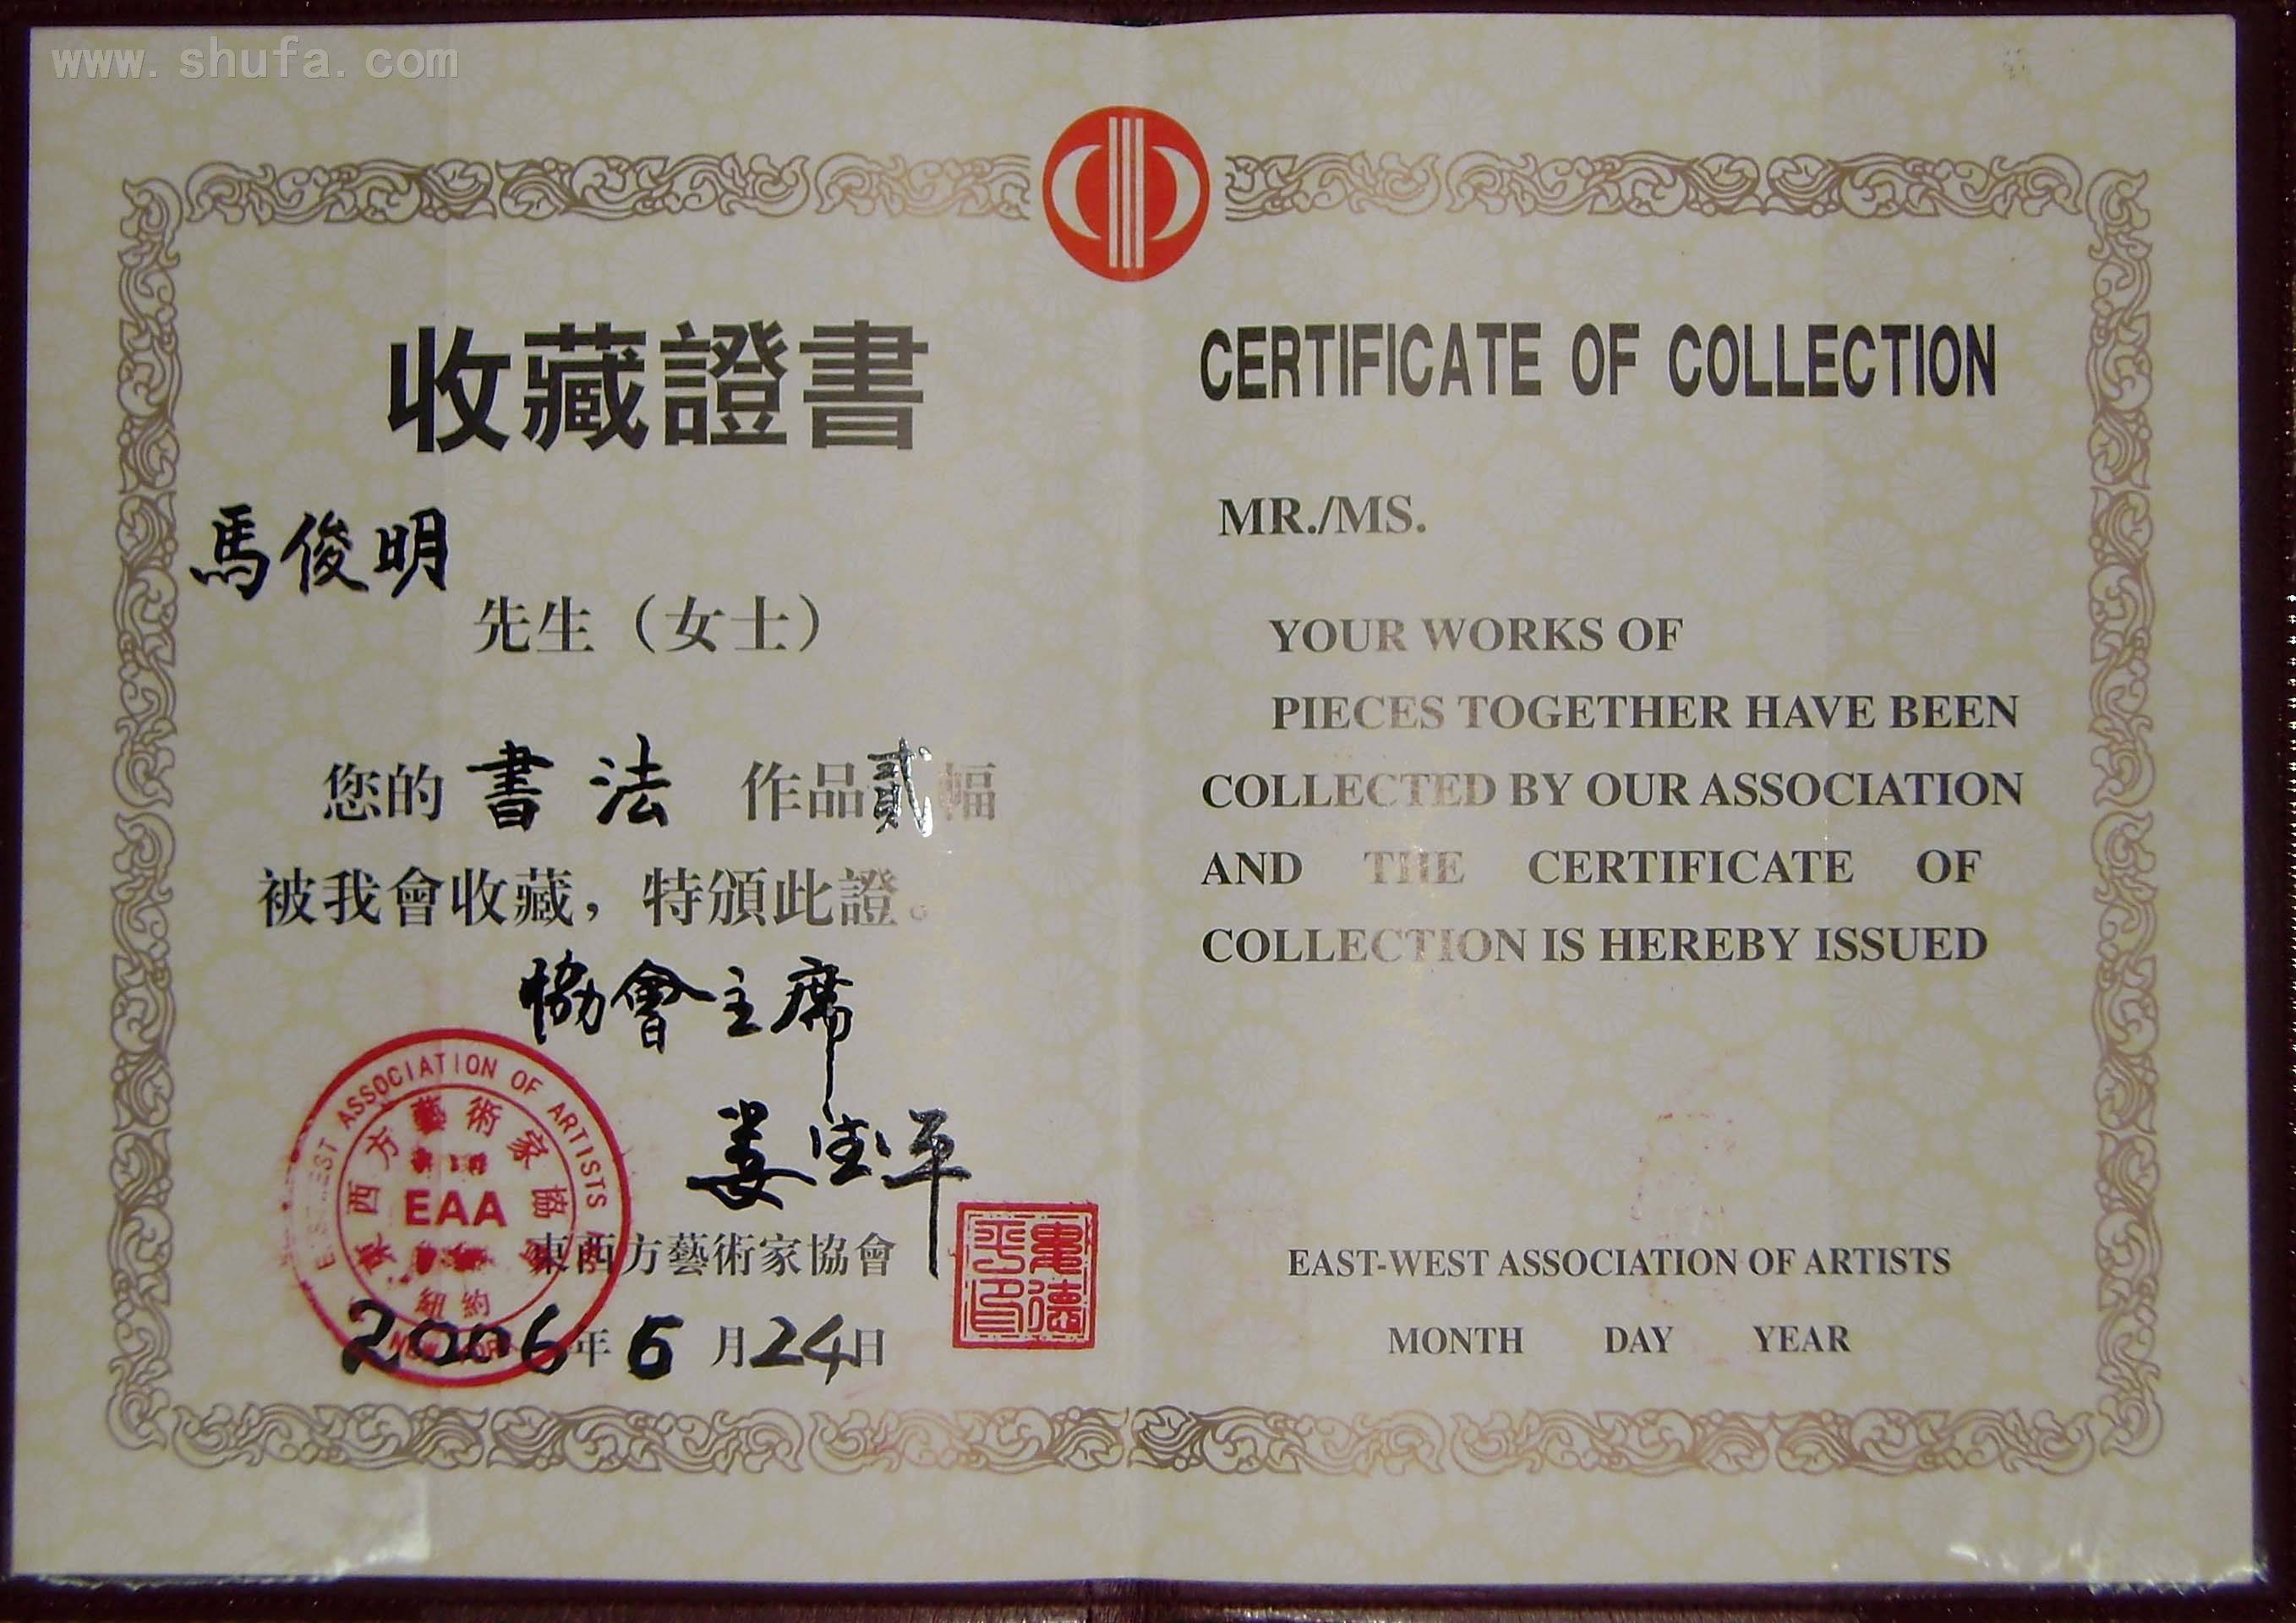 www.shufa.com
收藏證書
馬俊明
先生（女士）
您的 書法 作品貳幅
被我會收藏，特頒此證。
協會主席
東西方藝術家協會
2006年6月24日
EAST-WEST ASSOCIATION OF ARTISTS
東西方藝術家協會
EAA
紐約
NEW YORK
CERTIFICATE OF COLLECTION
MR./MS.
YOUR WORKS OF
PIECES TOGETHER HAVE BEEN
COLLECTED BY OUR ASSOCIATION
AND THE CERTIFICATE OF
COLLECTION IS HEREBY ISSUED
EAST-WEST ASSOCIATION OF ARTISTS
MONTH DAY YEAR